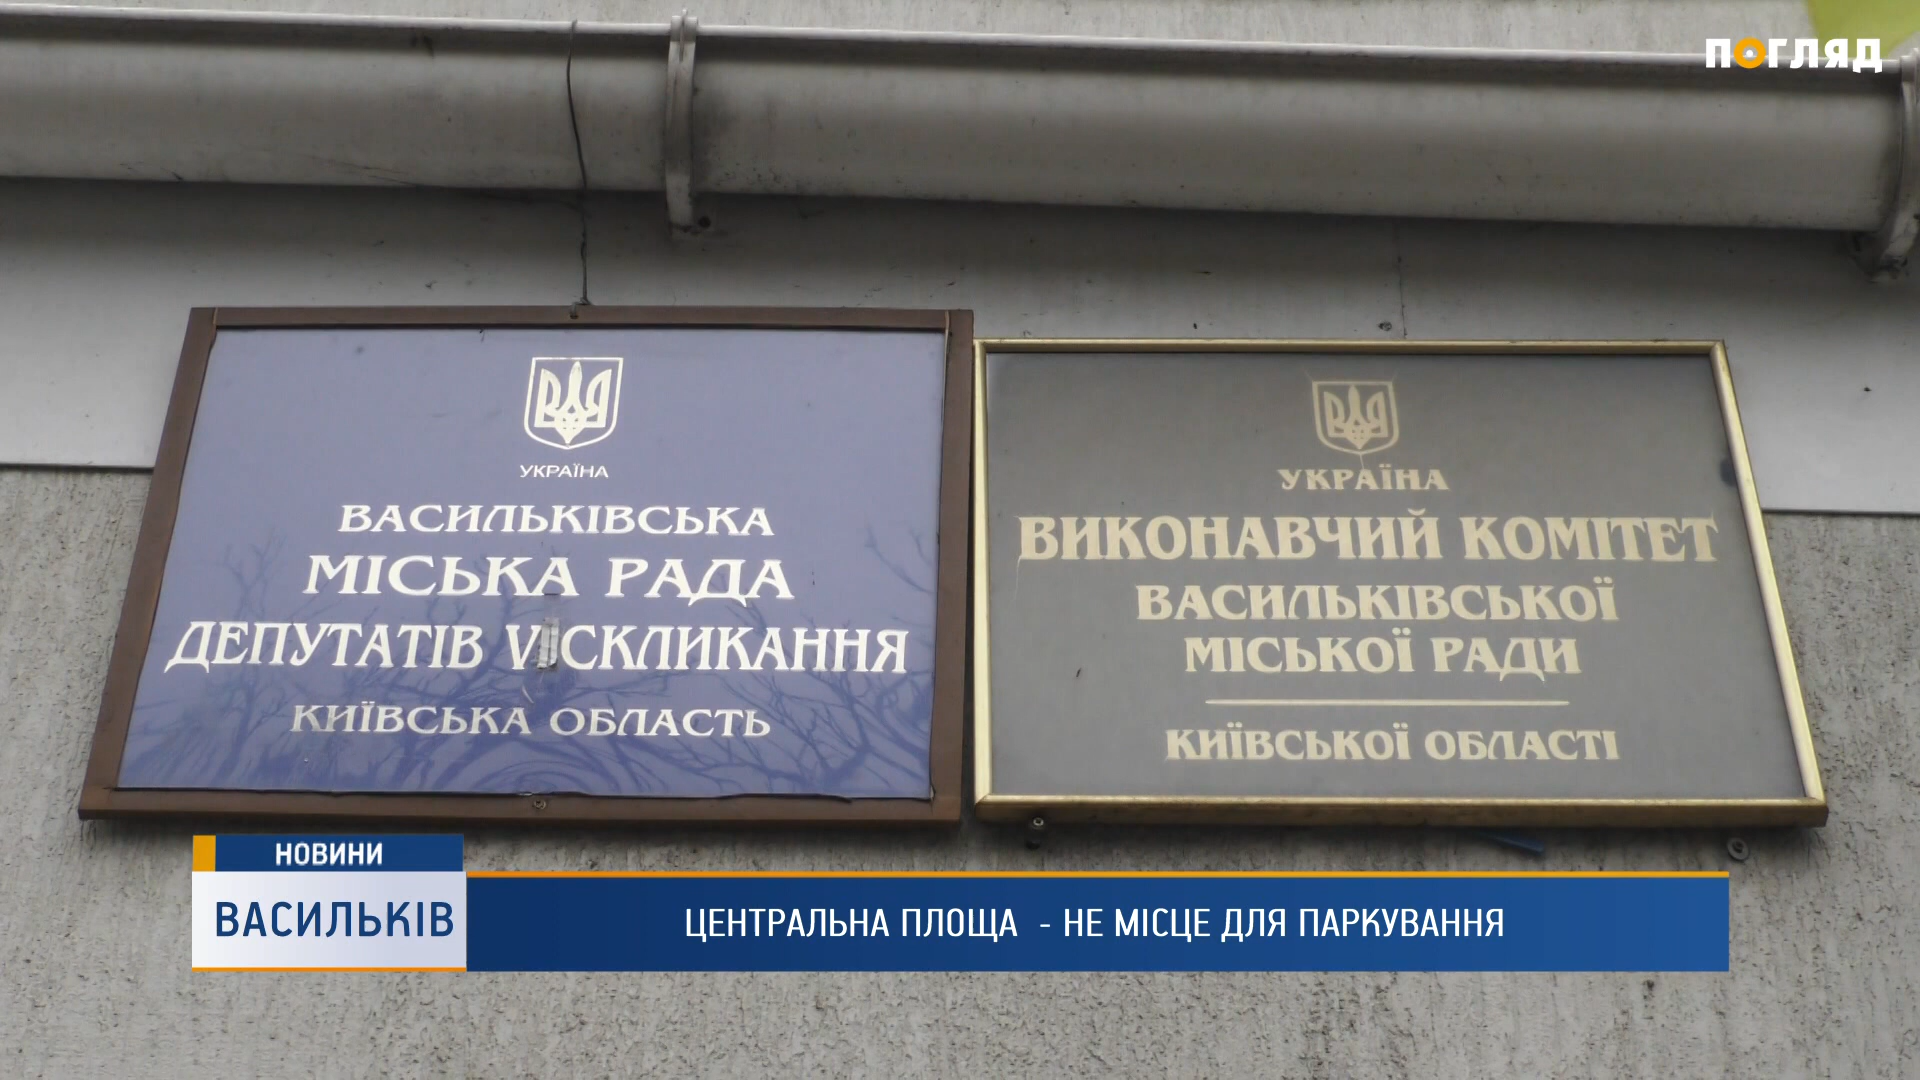 ПОГЛЯД
УКРАЇНА
ВАСИЛЬКІВСЬКА
МІСЬКА РАДА
ДЕПУТАТІВ СКЛИКАННЯ
КИЇВСЬКА ОБЛАСТЬ
УКРАЇНА
ВИКОНАВЧИЙ КОМІТЕТ
ВАСИЛЬКІВСЬКОЇ
МІСЬКОЇ РАДИ
КИЇВСЬКОЇ ОБЛАСТІ
НОВИНИ
ВАСИЛЬКІВ
ЦЕНТРАЛЬНА ПЛОЩА - НЕ МІСЦЕ ДЛЯ ПАРКУВАННЯ